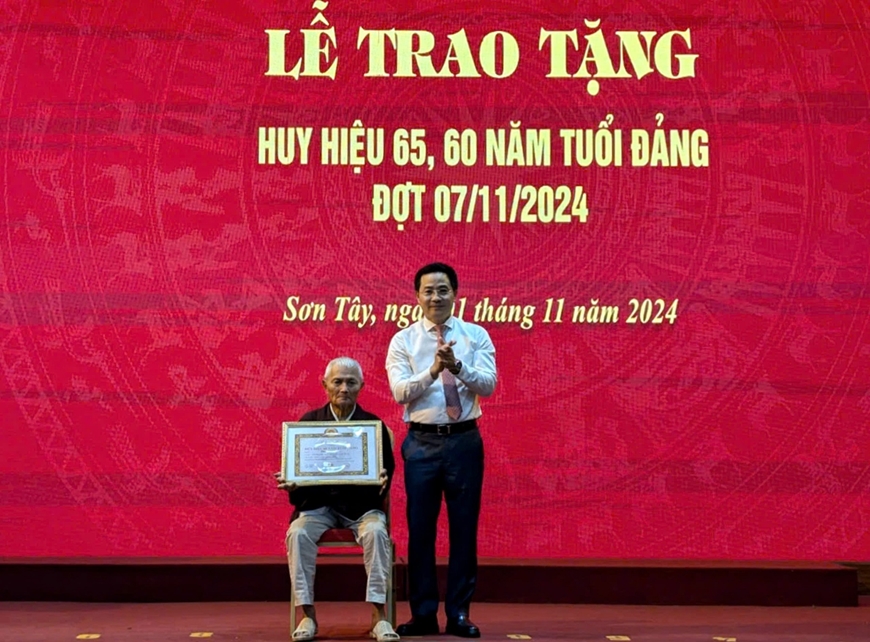 LỄ TRAO TẶNG
HUY HIỆU 65, 60 NĂM TUỔI ĐẢNG
ĐỢT 07/11/2024
Sơn Tây, tháng 11 năm 2024